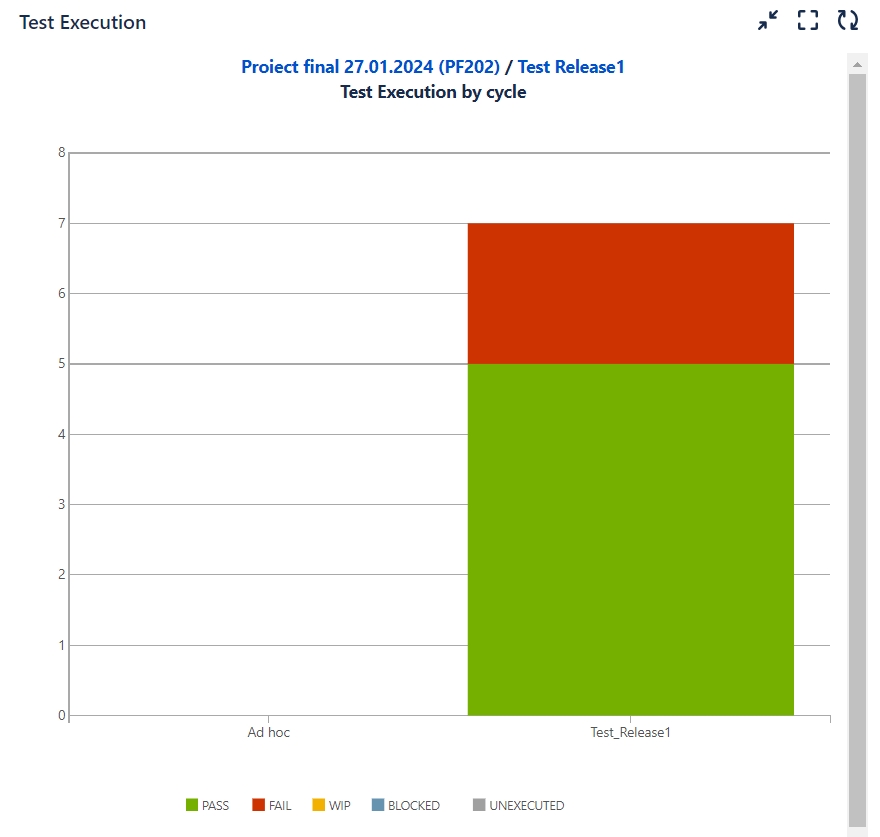 Test Execution
Proiect final 27.01.2024 (PF202) / Test Release1
Test Execution by cycle
8
7
6
5
4
3
2
1
0
Ad hoc Test_Release1
PASS FAIL WIP BLOCKED UNEXECUTED